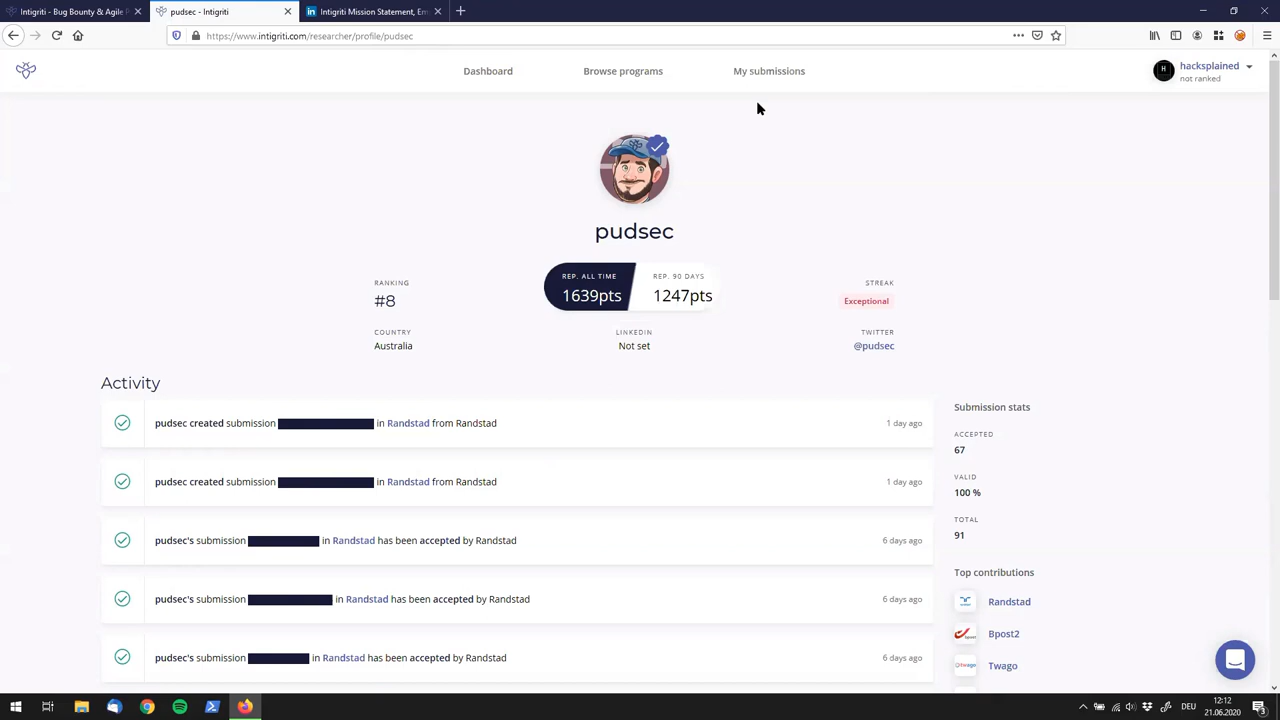 Intigriti - Bug Bounty & Agile P
pudsec - Intigriti
Intigriti Mission Statement, Em
https://www.intigriti.com/researcher/profile/pudsec
Dashboard
Browse programs
My submissions
H
hacksplained
not ranked
pudsec
RANKING
#8
REP. ALL TIME
1639pts
REP. 90 DAYS
1247pts
STREAK
Exceptional
COUNTRY
Australia
LINKEDIN
Not set
TWITTER
@pudsec
Activity
pudsec created submission in Randstad from Randstad
1 day ago
pudsec created submission in Randstad from Randstad
1 day ago
pudsec's submission in Randstad has been accepted by Randstad
6 days ago
pudsec's submission in Randstad has been accepted by Randstad
6 days ago
pudsec's submission in Randstad has been accepted by Randstad
6 days ago
Submission stats
ACCEPTED
67
VALID
100 %
TOTAL
91
Top contributions
Randstad
Bpost2
Twago
DEU
12:12
21.06.2020